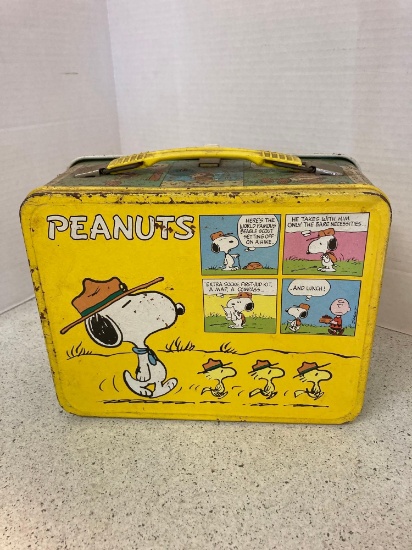 PEANUTS
HERE'S THE
WORLD FAMOUS
BEAGLE SCOUT
SETTING OFF
ON A HIKE..
HE TAKES WITH HIM
ONLY THE BARE NECESSITIES..
EXTRA SOCKS, FIRST-AID KIT,
A MAP, A COMPASS..
..AND LUNCH!